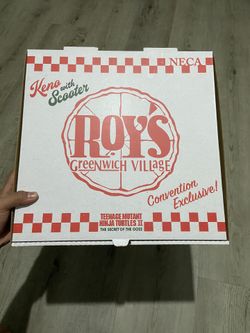 Keno with
Scooter
NECA
ROY'S
GREENWICH VILLAGE
Convention
Exclusive!
TEENAGE MUTANT
NINJA TURTLES II
THE SECRET OF THE OOZE